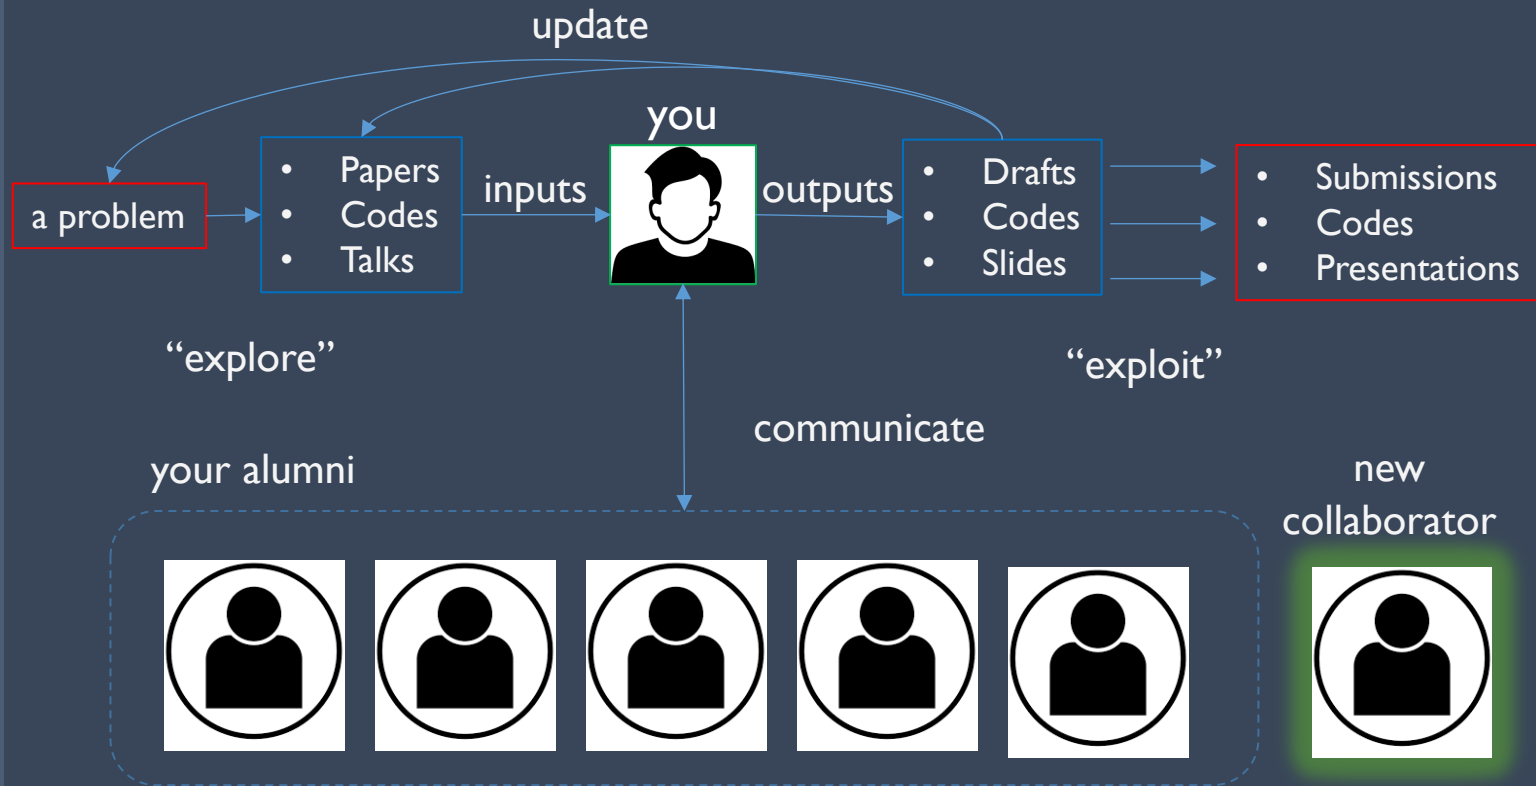 update
you
a problem
• Papers
• Codes
• Talks
inputs
outputs
• Drafts
• Codes
• Slides
• Submissions
• Codes
• Presentations
“explore”
“exploit”
communicate
your alumni
new
collaborator